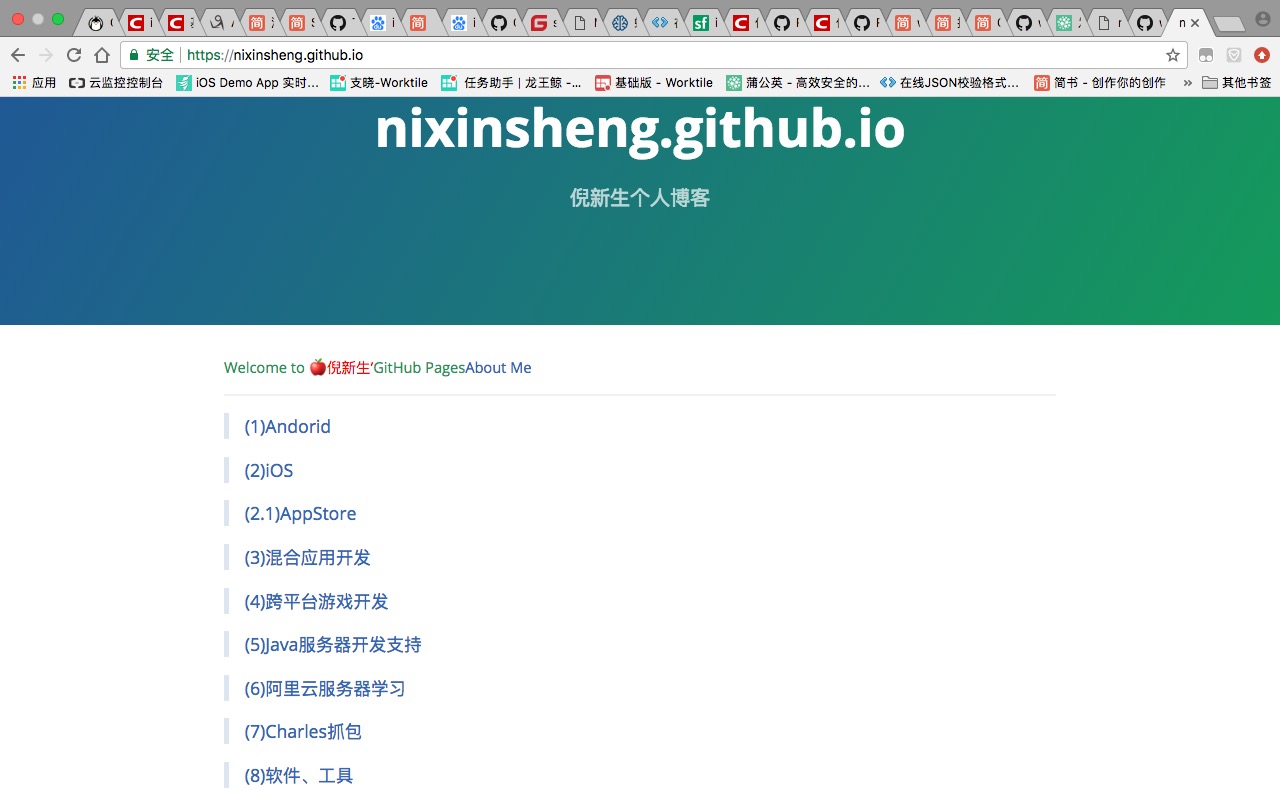 安全 https://nixinsheng.github.io
应用 云监控控制台 iOS Demo App 实时... 支晓-Worktile 任务助手 | 龙王鲸 -... 基础版 - Worktile 蒲公英 - 高效安全的... 在线JSON校验格式... 简书 - 创作你的创作 » 其他书签
nixinsheng.github.io
倪新生个人博客
Welcome to 🍎倪新生’GitHub PagesAbout Me
(1)Andorid
(2)iOS
(2.1)AppStore
(3)混合应用开发
(4)跨平台游戏开发
(5)Java服务器开发支持
(6)阿里云服务器学习
(7)Charles抓包
(8)软件、工具